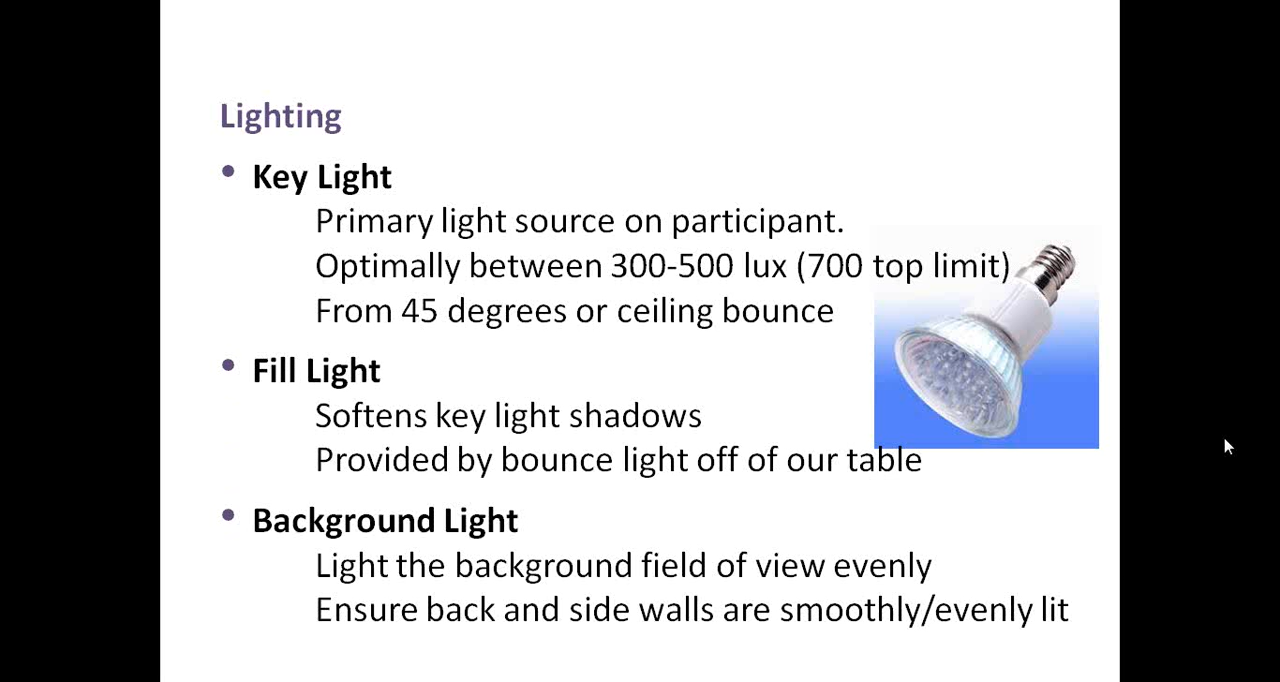 Lighting
• Key Light
Primary light source on participant.
Optimally between 300-500 lux (700 top limit)
From 45 degrees or ceiling bounce
• Fill Light
Softens key light shadows
Provided by bounce light off of our table
• Background Light
Light the background field of view evenly
Ensure back and side walls are smoothly/evenly lit